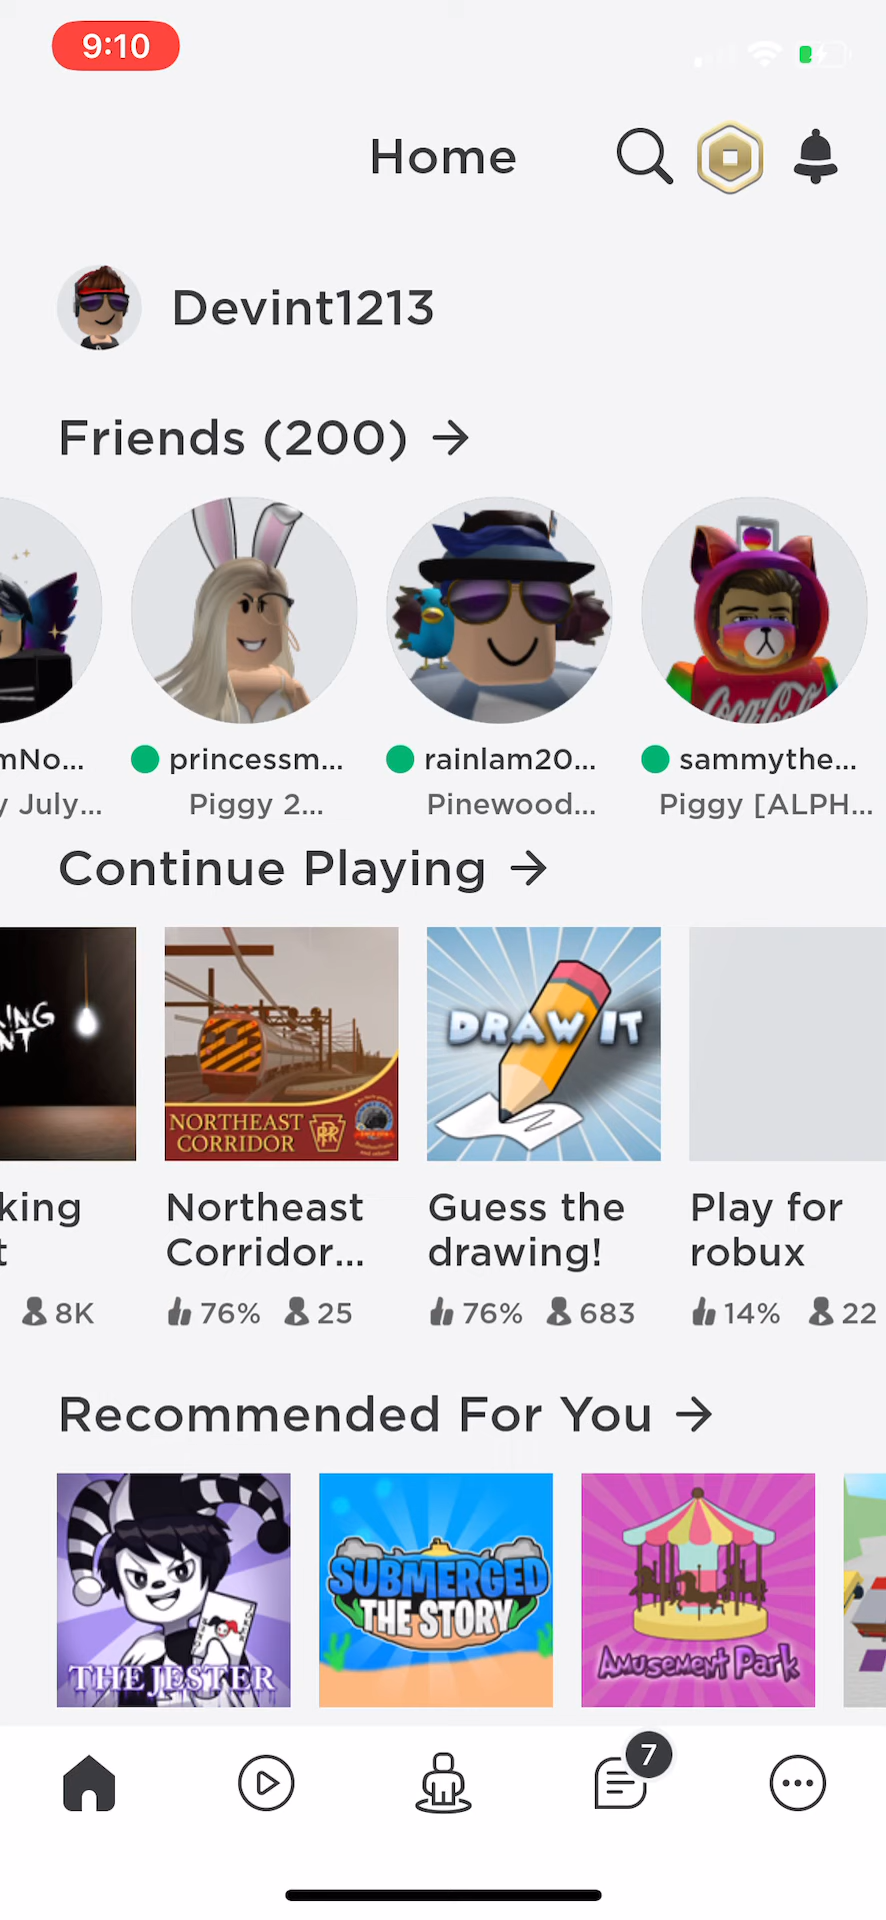 9:10
Home
Devint1213
Friends (200)
mNo... princessm... rainlam20... sammythe...
y July... Piggy 2... Pinewood... Piggy [ALPH...
Coca-Cola
Continue Playing
NORTHEAST
CORRIDOR
DRAW IT
king Northeast Guess the Play for
t Corridor... drawing! robux
8K 76% 25 76% 683 14% 22
Recommended For You
THE JESTER
SUBMERGED
THE STORY
AMUSEMENT PARK
7